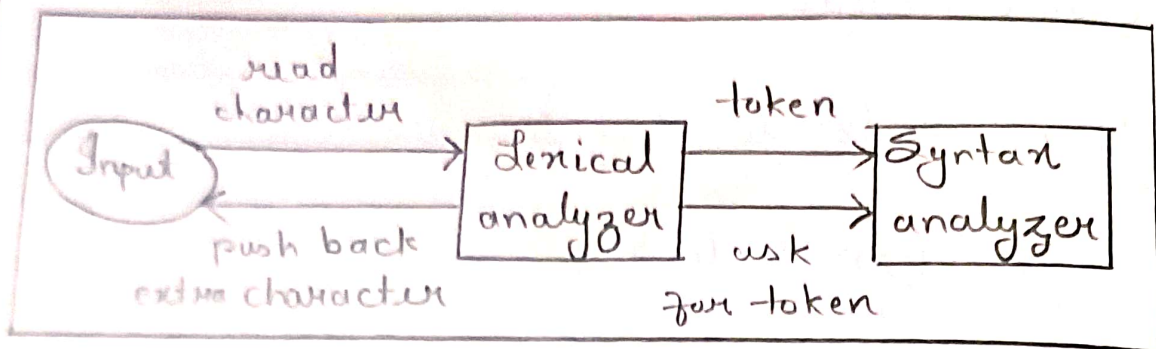 read
character
token
Input
Lexical
analyzer
Syntax
analyzer
push back
extra character
ask
for token